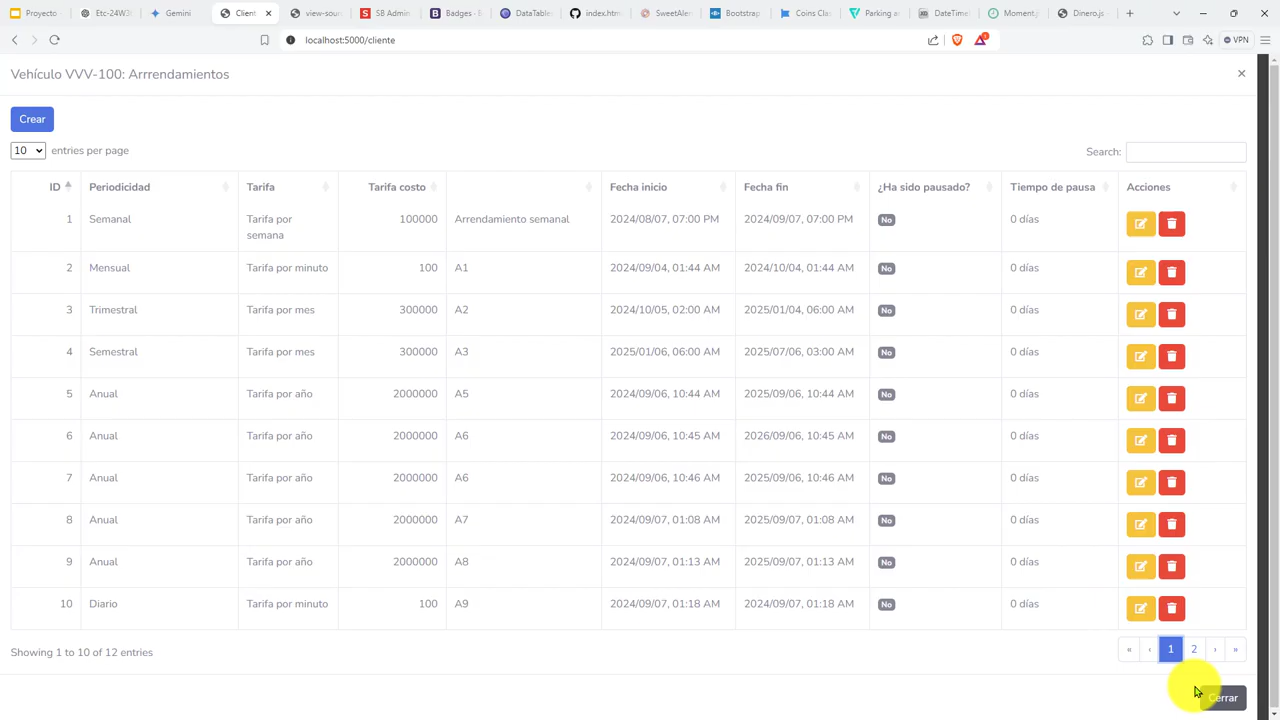 Proyecto - Etc-24W3 Gemini Client view-sourc SB Admin Badges - B DataTable index.htm SweetAler Bootstrap Coins Clas Parking a DateTime Moment.j Dinero.js
localhost:5000/cliente VPN
Vehículo VVV-100: Arrrendamientos
Crear
10 entries per page Search:
ID Periodicidad Tarifa Tarifa costo Fecha inicio Fecha fin ¿Ha sido pausado? Tiempo de pausa Acciones
1 Semanal Tarifa por semana 100000 Arrendamiento semanal 2024/08/07, 07:00 PM 2024/09/07, 07:00 PM No 0 días
2 Mensual Tarifa por minuto 100 A1 2024/09/04, 01:44 AM 2024/10/04, 01:44 AM No 0 días
3 Trimestral Tarifa por mes 300000 A2 2024/10/05, 02:00 AM 2025/01/04, 06:00 AM No 0 días
4 Semestral Tarifa por mes 300000 A3 2025/01/06, 06:00 AM 2025/07/06, 03:00 AM No 0 días
5 Anual Tarifa por año 2000000 A5 2024/09/06, 10:44 AM 2025/09/06, 10:44 AM No 0 días
6 Anual Tarifa por año 2000000 A6 2024/09/06, 10:45 AM 2026/09/06, 10:45 AM No 0 días
7 Anual Tarifa por año 2000000 A6 2024/09/06, 10:46 AM 2025/09/06, 10:46 AM No 0 días
8 Anual Tarifa por año 2000000 A7 2024/09/07, 01:08 AM 2025/09/07, 01:08 AM No 0 días
9 Anual Tarifa por año 2000000 A8 2024/09/07, 01:13 AM 2025/09/07, 01:13 AM No 0 días
10 Diario Tarifa por minuto 100 A9 2024/09/07, 01:18 AM 2024/09/07, 01:18 AM No 0 días
Showing 1 to 10 of 12 entries « ‹ 1 2 › »
Cerrar